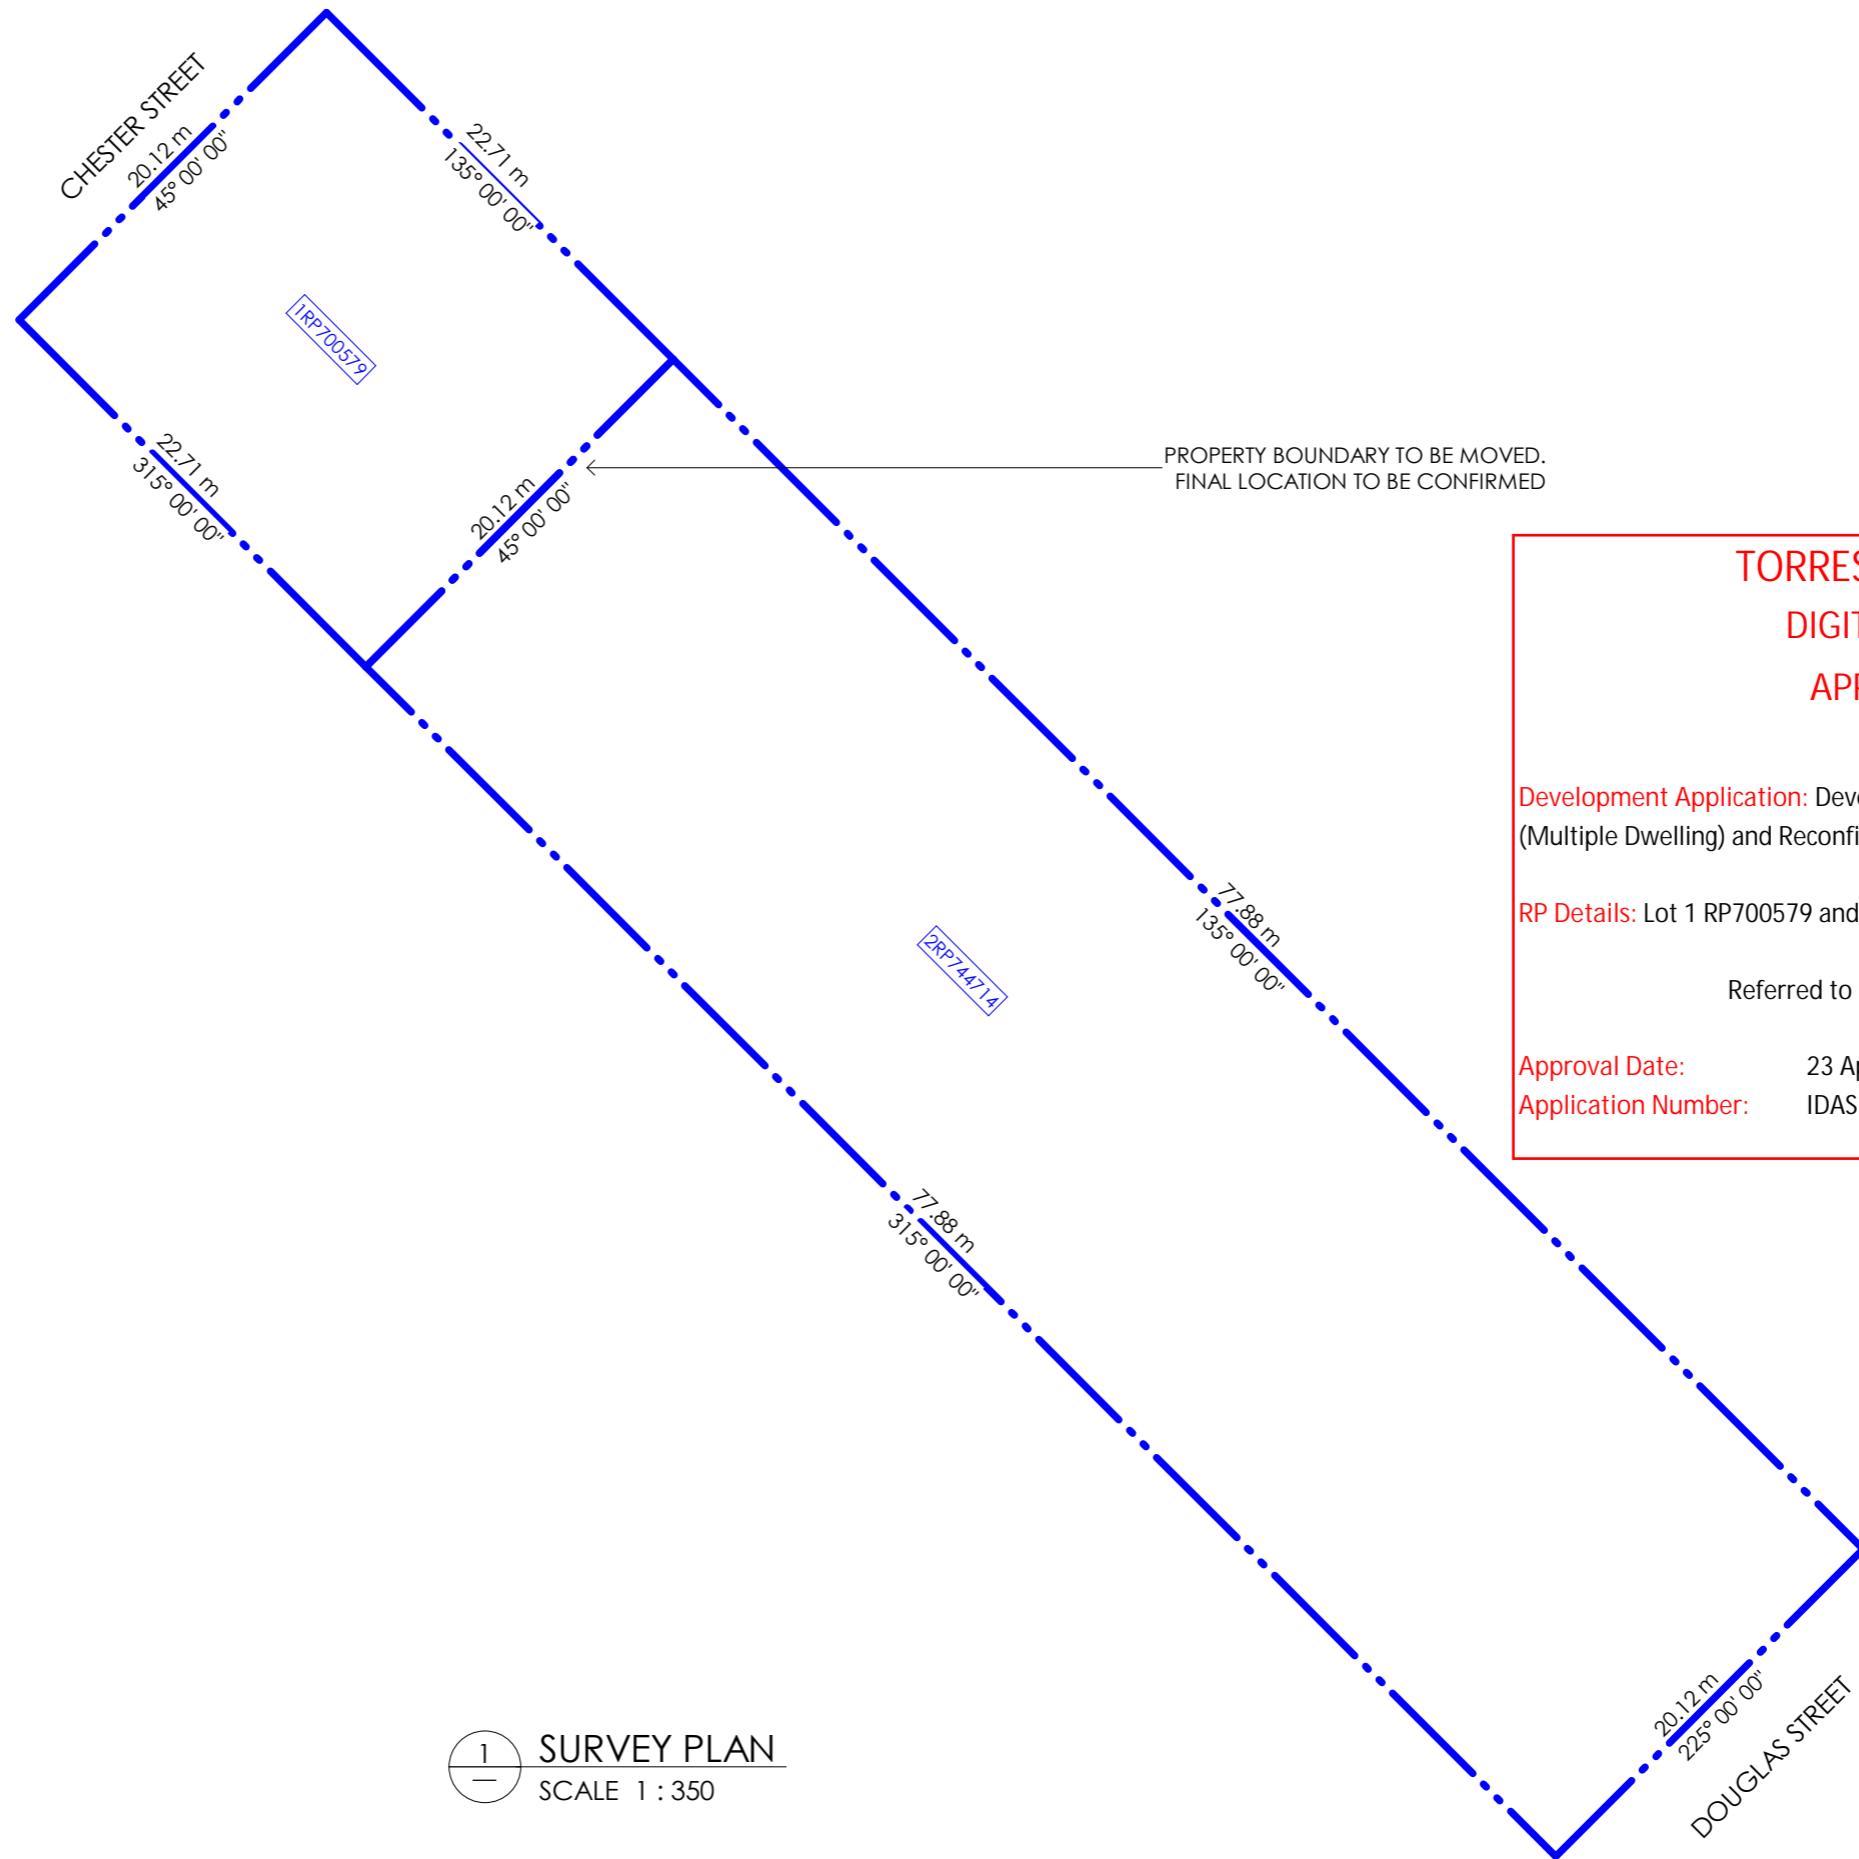 CHESTER STREET
20.12 m
45° 00' 00"
22.71 m
135° 00' 00"
1RP700579
22.71 m
315° 00' 00"
20.12 m
45° 00' 00"
PROPERTY BOUNDARY TO BE MOVED.
FINAL LOCATION TO BE CONFIRMED
TORRES
DIGIT
APP
Development Application: Deve
(Multiple Dwelling) and Reconfi
RP Details: Lot 1 RP700579 and
Referred to
Approval Date: 23 Ap
Application Number: IDAS
77.88 m
135° 00' 00"
2RP744714
77.88 m
315° 00' 00"
20.12 m
225° 00' 00"
DOUGLAS STREET
1
SURVEY PLAN
SCALE 1 : 350